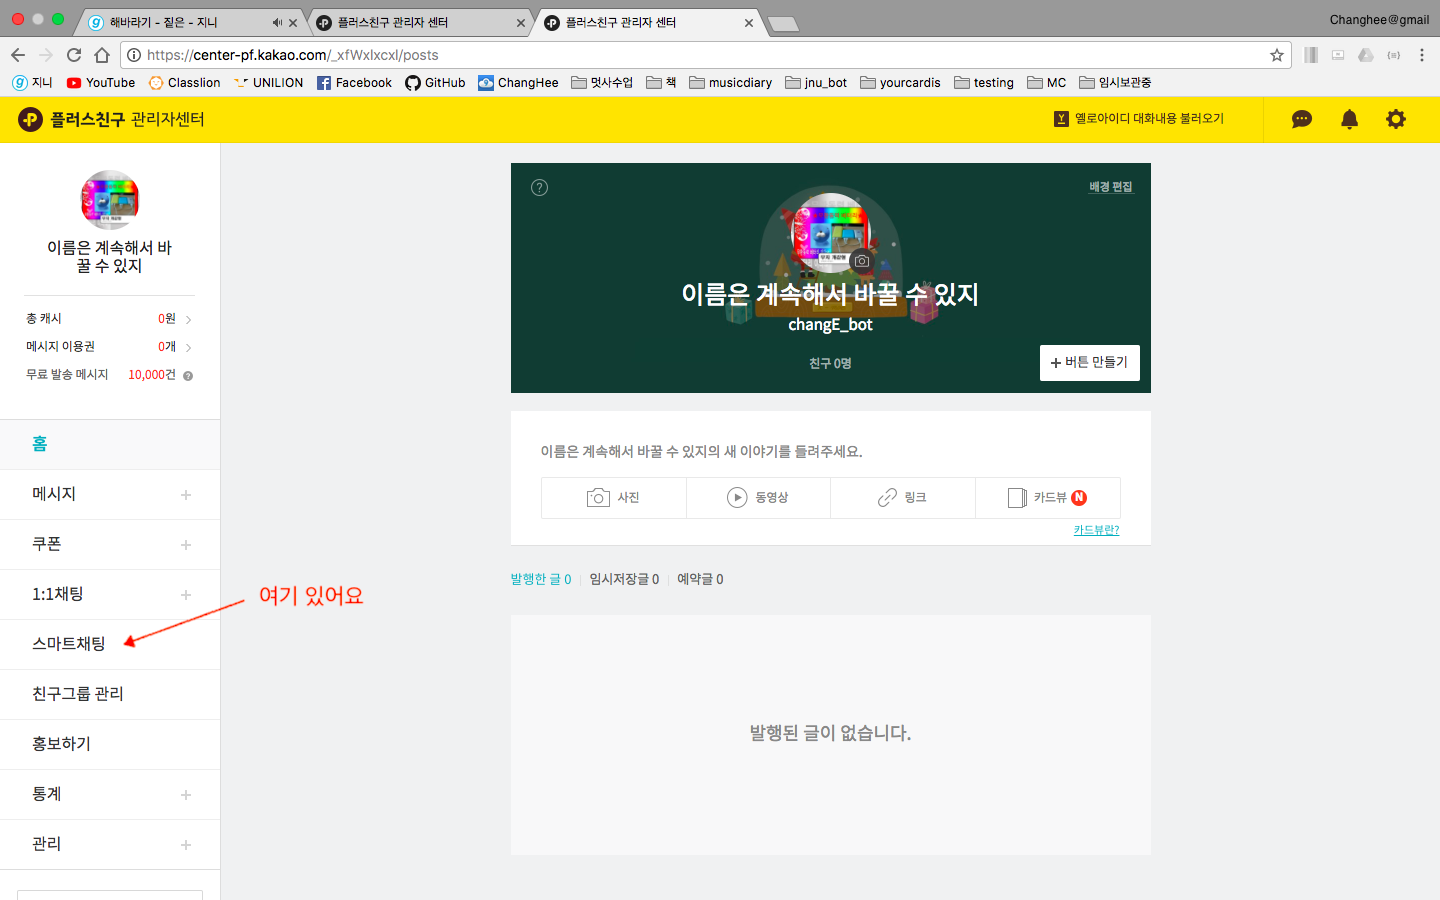 해바라기 - 짙은 - 지니
플러스친구 관리자 센터
플러스친구 관리자 센터
Changhee@gmail
https://center-pf.kakao.com/_xfWxlxcxl/posts
지니 YouTube Classlion UNILION Facebook GitHub ChangHee 멋사수업 책 musicdiary jnu_bot yourcardis testing MC 임시보관중
플러스친구 관리자센터
옐로아이디 대화내용 불러오기
이름은 계속해서 바
꿀 수 있지
총 캐시 0원
메시지 이용권 0개
무료 발송 메시지 10,000건
홈
메시지
쿠폰
1:1채팅
스마트채팅
친구그룹 관리
홍보하기
통계
관리
여기 있어요
배경 편집
이름은 계속해서 바꿀 수 있지
changE_bot
친구 0명
+ 버튼 만들기
이름은 계속해서 바꿀 수 있지의 새 이야기를 들려주세요.
사진 동영상 링크 카드뷰 N
카드뷰란?
발행한 글 0 임시저장글 0 예약글 0
발행된 글이 없습니다.